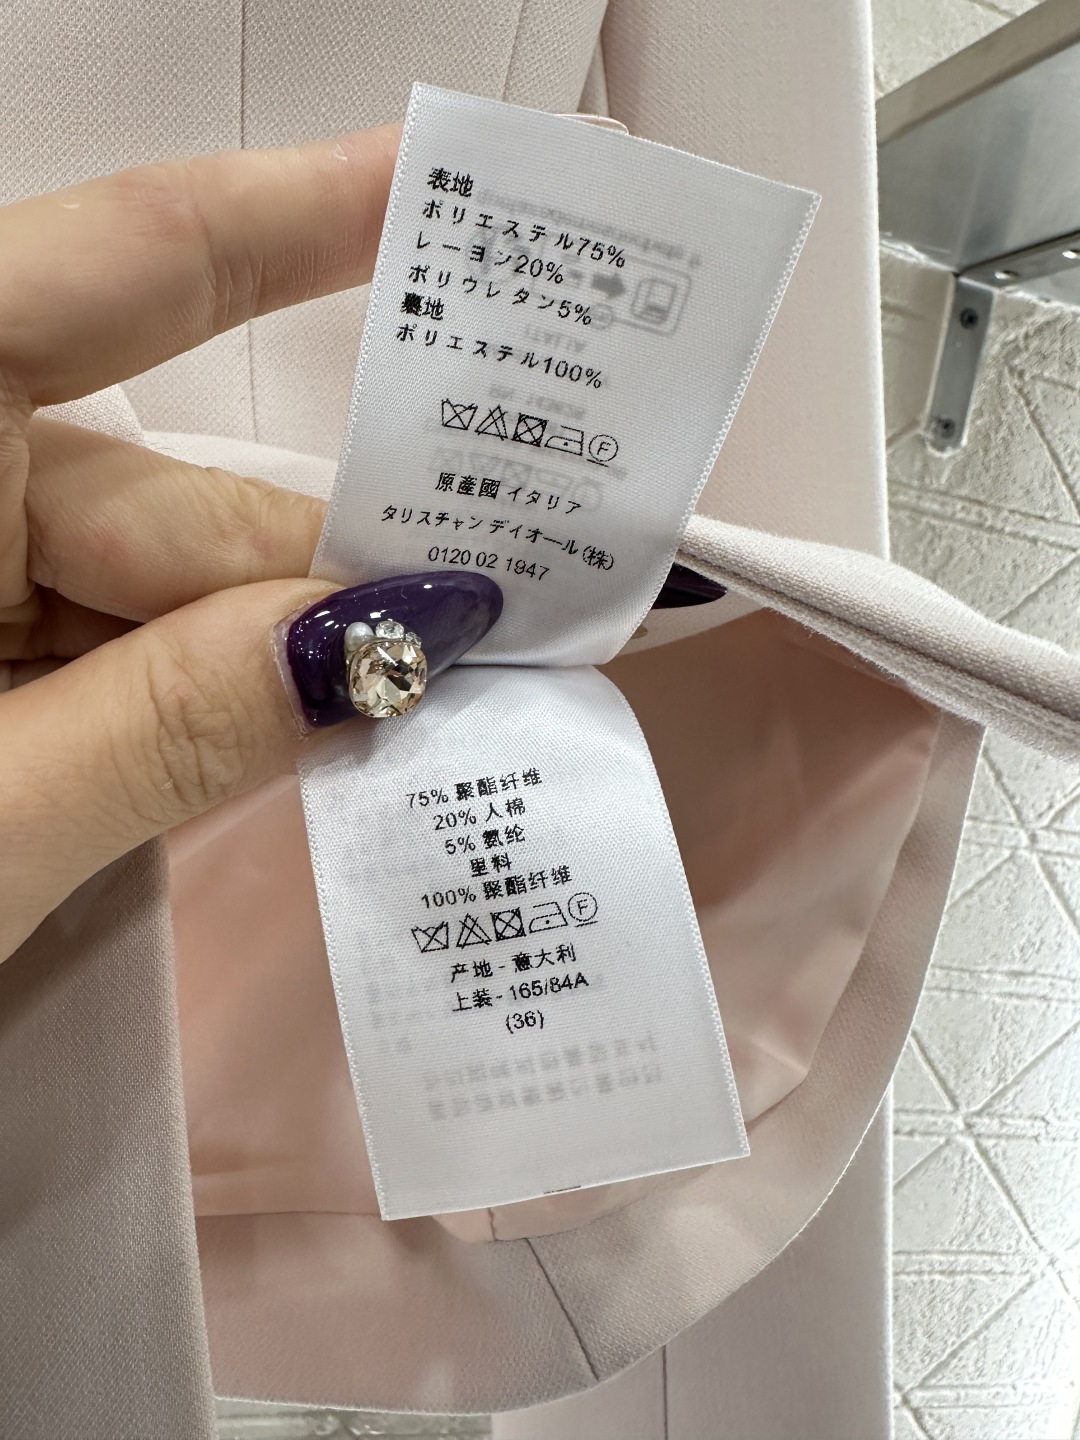 表地
ポリエステル75%
レーヨン20%
ポリウレタン5%
裏地
ポリエステル100%
F
原産國 イタリア
タリスチャン デイオール(株)
0120 02 1947
75% 聚酯纤维
20% 人棉
5% 氨纶
里料
100% 聚酯纤维
F
产地 - 意大利
上装 - 165/84A
(36)